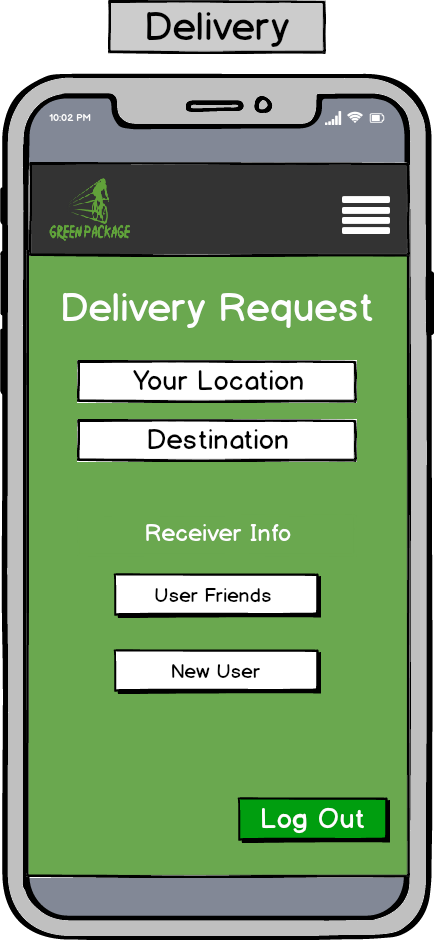 Delivery
10:02 PM
GREEN PACKAGE
Delivery Request
Your Location
Destination
Receiver Info
User Friends
New User
Log Out